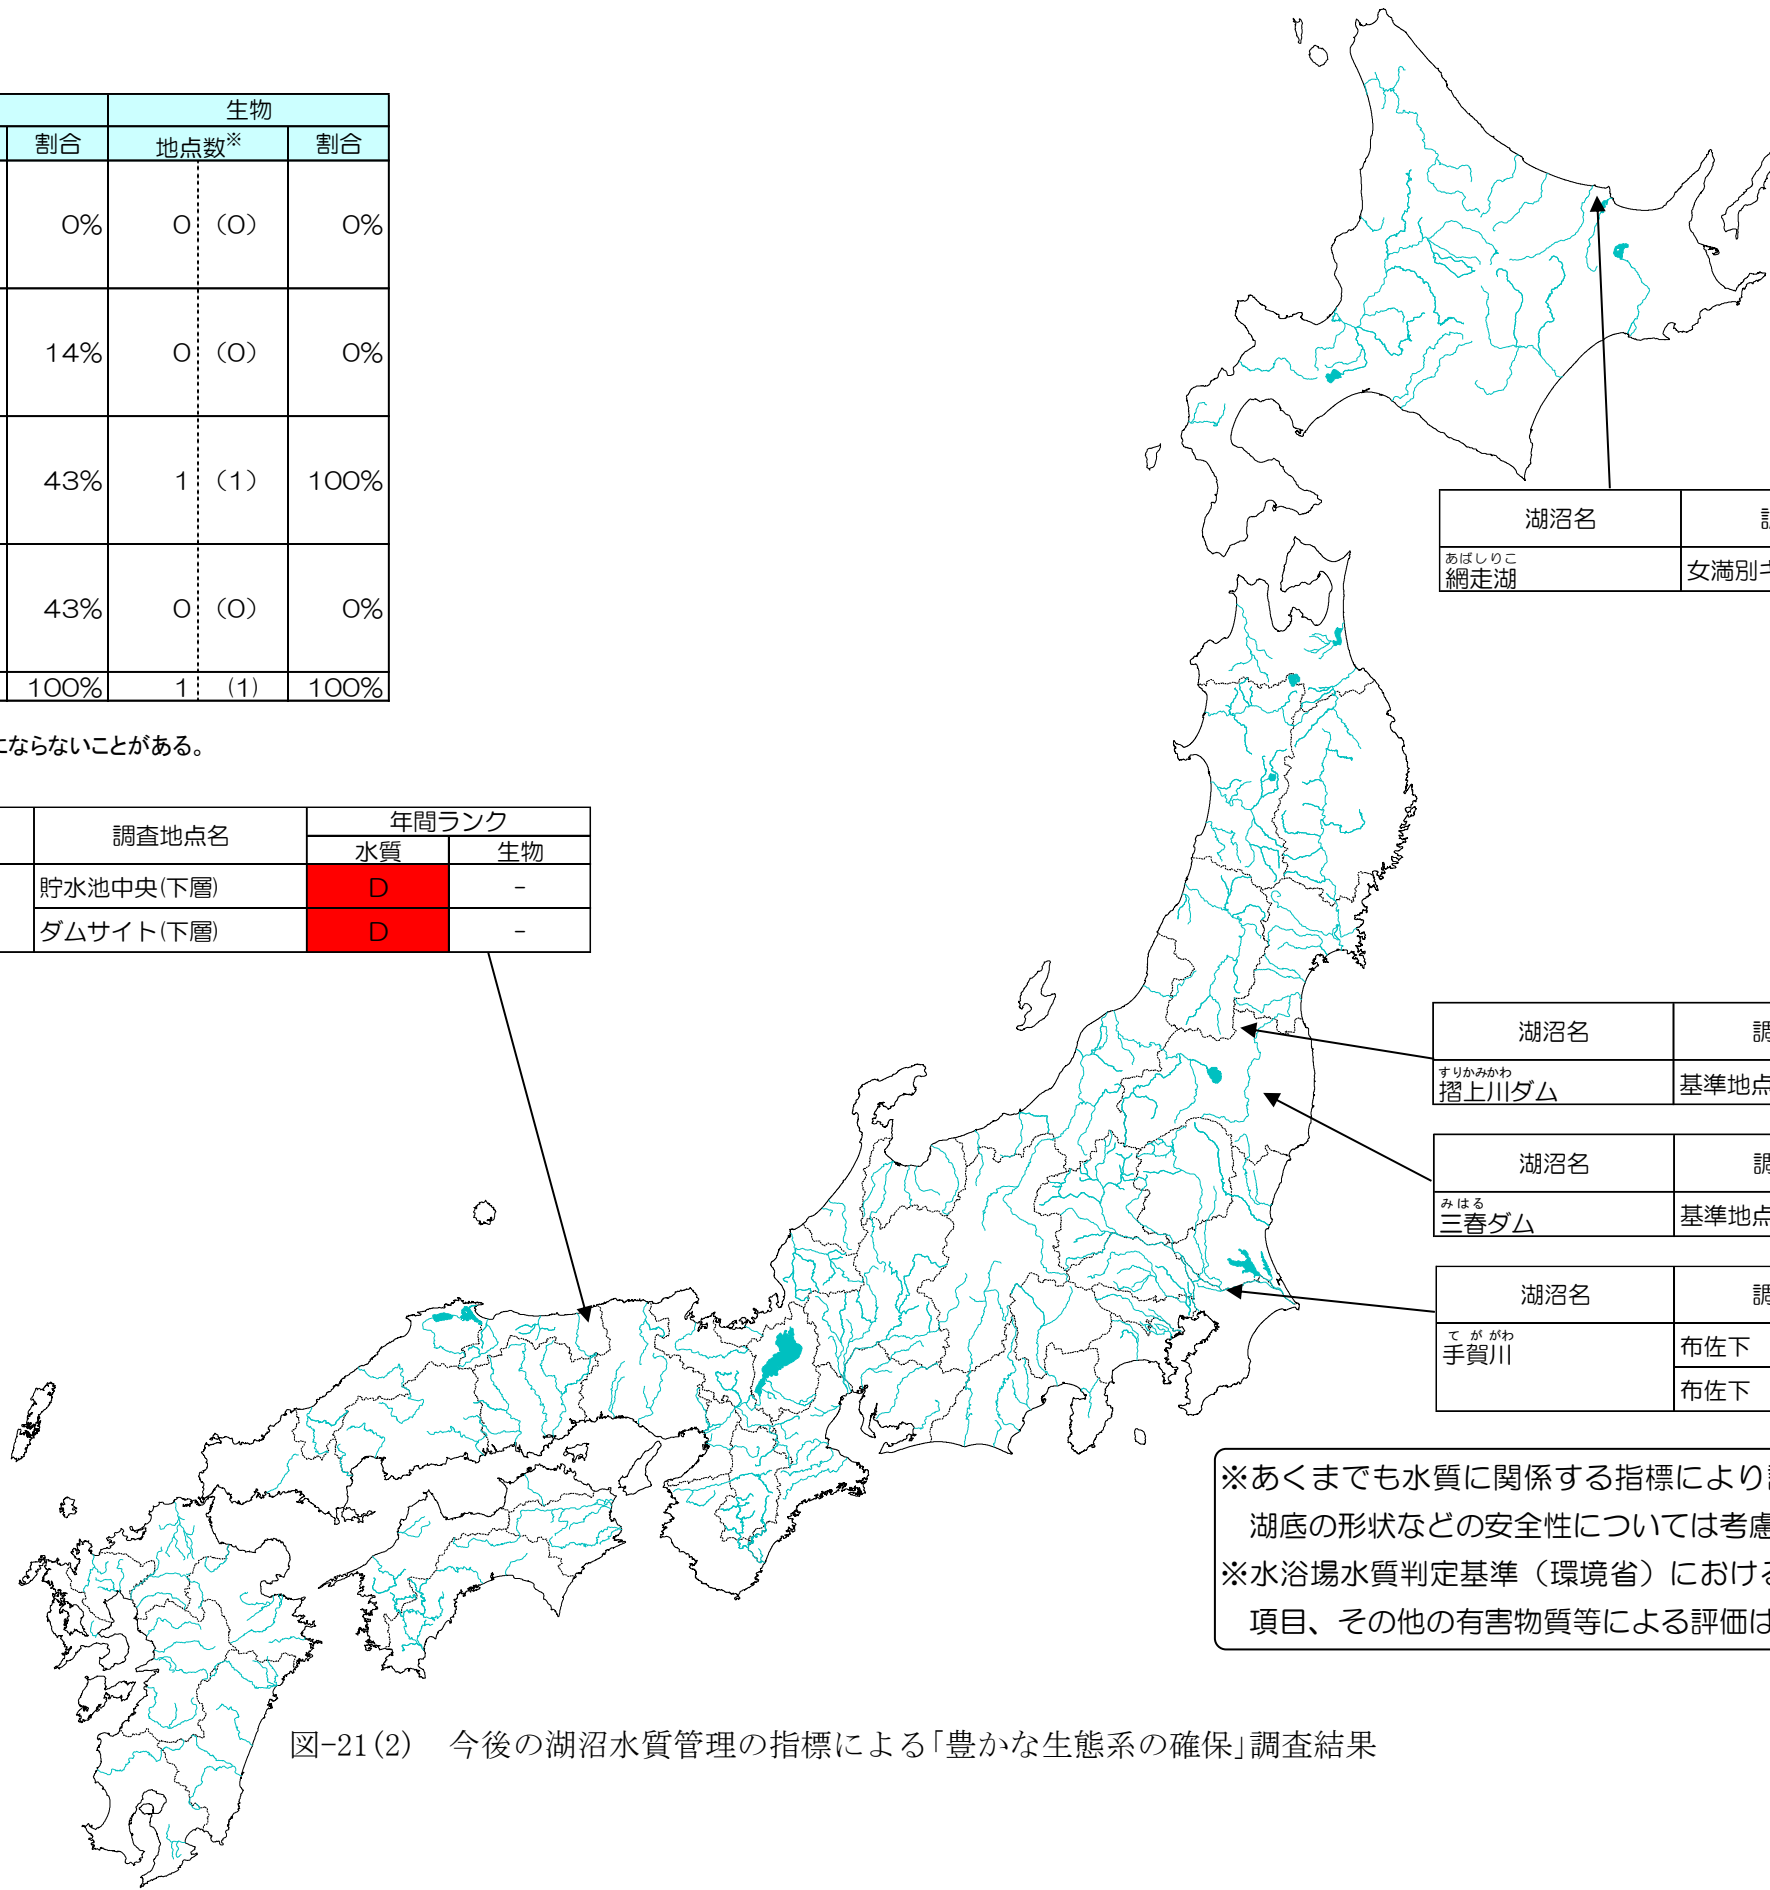 生物
割合 地点数※ 割合
0% 0 (0) 0%
14% 0 (0) 0%
43% 1 (1) 100%
43% 0 (0) 0%
100% 1 (1) 100%
ならないことがある。
調査地点名 年間ランク
水質 生物
貯水池中央(下層) D -
ダムサイト(下層) D -
湖沼名
あばしりこ
網走湖 女満別
湖沼名 調
すりかみかわ
摺上川ダム 基準地点
湖沼名 調
みはる
三春ダム 基準地点
湖沼名 調
てががわ
手賀川 布佐下
布佐下
※あくまでも水質に関係する指標により
湖底の形状などの安全性については考慮
※水浴場水質判定基準（環境省）における
項目、その他の有害物質等による評価は
図-21(2) 今後の湖沼水質管理の指標による｢豊かな生態系の確保｣調査結果